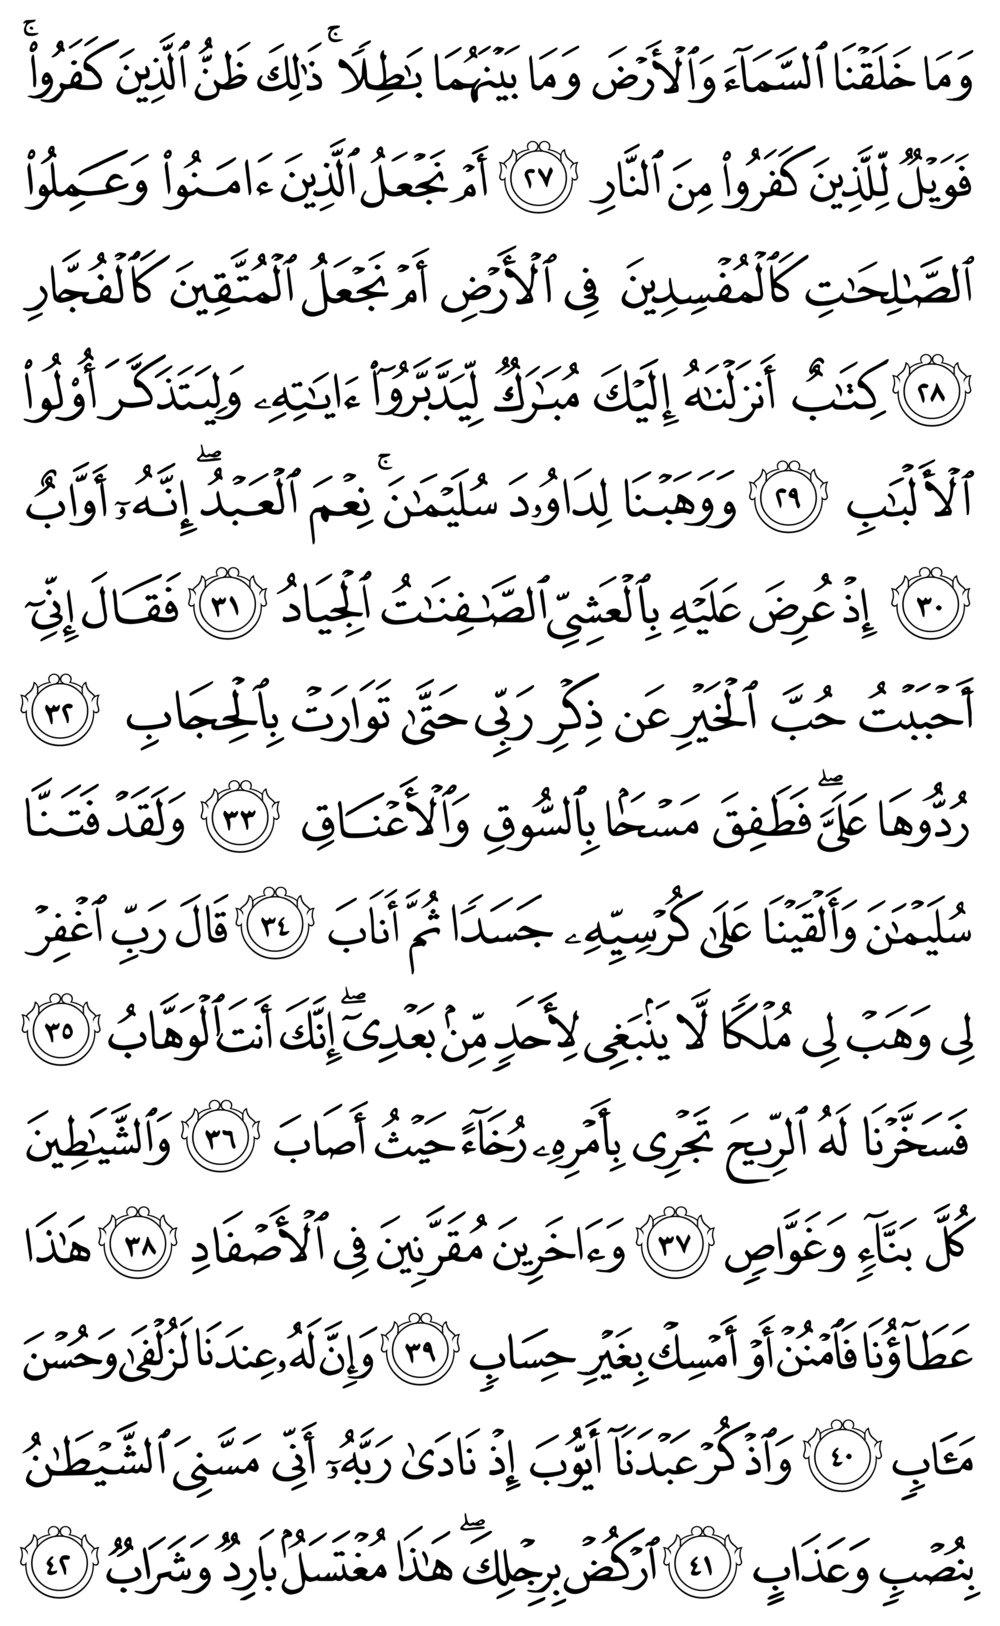 وَمَا خَلَقۡنَا ٱلسَّمَآءَ وَٱلۡأَرۡضَ وَمَا بَيۡنَهُمَا بَٰطِلٗاۚ ذَٰلِكَ ظَنُّ ٱلَّذِينَ كَفَرُواْۚ
فَوَيۡلٞ لِّلَّذِينَ كَفَرُواْ مِنَ ٱلنَّارِ ٢٧ أَمۡ نَجۡعَلُ ٱلَّذِينَ ءَامَنُواْ وَعَمِلُواْ
ٱلصَّٰلِحَٰتِ كَٱلۡمُفۡسِدِينَ فِي ٱلۡأَرۡضِ أَمۡ نَجۡعَلُ ٱلۡمُتَّقِينَ كَٱلۡفُجَّارِ
٢٨ كِتَٰبٌ أَنزَلۡنَٰهُ إِلَيۡكَ مُبَٰرَكٞ لِّيَدَّبَّرُوٓاْ ءَايَٰتِهِۦ وَلِيَتَذَكَّرَ أُوْلُواْ
ٱلۡأَلۡبَٰبِ ٢٩ وَوَهَبۡنَا لِدَاوُۥدَ سُلَيۡمَٰنَۚ نِعۡمَ ٱلۡعَبۡدُ إِنَّهُۥٓ أَوَّابٌ
٣٠ إِذۡ عُرِضَ عَلَيۡهِ بِٱلۡعَشِيِّ ٱلصَّٰفِنَٰتُ ٱلۡجِيَادُ ٣١ فَقَالَ إِنِّيٓ
أَحۡبَبۡتُ حُبَّ ٱلۡخَيۡرِ عَن ذِكۡرِ رَبِّي حَتَّىٰ تَوَارَتۡ بِٱلۡحِجَابِ ٣٢
رُدُّوهَا عَلَيَّۖ فَطَفِقَ مَسۡحَۢا بِٱلسُّوقِ وَٱلۡأَعۡنَاقِ ٣٣ وَلَقَدۡ فَتَنَّا
سُلَيۡمَٰنَ وَأَلۡقَيۡنَا عَلَىٰ كُرۡسِيِّهِۦ جَسَدٗا ثُمَّ أَنَابَ ٣٤ قَالَ رَبِّ ٱغۡفِرۡ
لِي وَهَبۡ لِي مُلۡكٗا لَّا يَنۢبَغِي لِأَحَدٖ مِّنۢ بَعۡدِيٓۖ إِنَّكَ أَنتَ ٱلۡوَهَّابُ ٣٥
فَسَخَّرۡنَا لَهُ ٱلرِّيحَ تَجۡرِي بِأَمۡرِهِۦ رُخَآءً حَيۡثُ أَصَابَ ٣٦ وَٱلشَّيَٰطِينَ
كُلَّ بَنَّآءٖ وَغَوَّاصٖ ٣٧ وَءَاخَرِينَ مُقَرَّنِينَ فِي ٱلۡأَصۡفَادِ ٣٨ هَٰذَا
عَطَآؤُنَا فَٱمۡنُنۡ أَوۡ أَمۡسِكۡ بِغَيۡرِ حِسَابٖ ٣٩ وَإِنَّ لَهُۥ عِندَنَا لَزُلۡفَىٰ وَحُسۡنَ
مَـَٔابٖ ٤٠ وَٱذۡكُرۡ عَبۡدَنَآ أَيُّوبَ إِذۡ نَادَىٰ رَبَّهُۥٓ أَنِّي مَسَّنِيَ ٱلشَّيۡطَٰنُ
بِنُصۡبٖ وَعَذَابٍ ٤١ ٱرۡكُضۡ بِرِجۡلِكَۖ هَٰذَا مُغۡتَسَلُۢ بَارِدٞ وَشَرَابٞ ٤٢